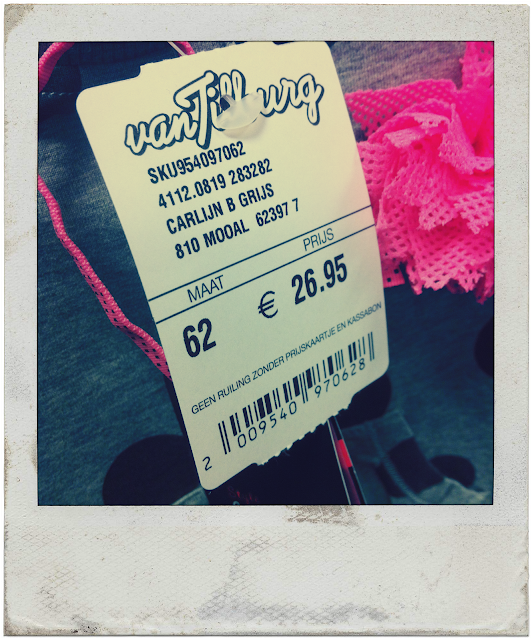 vanTilburg
SKU954097062
4112.0819 283282
CARLIJN B GRIJS
810 MOOAL 62397 7
MAAT PRIJS
62 € 26.95
GEEN RUILING ZONDER PRIJSKAARTJE EN KASSABON
2 009540 970628